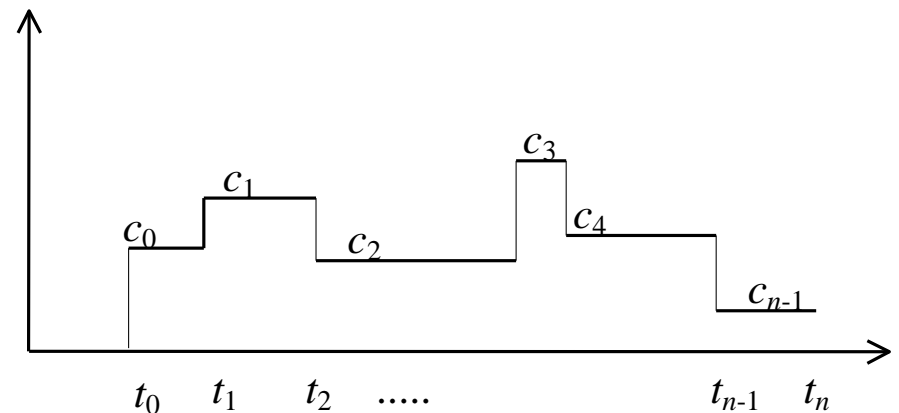 c₃
c₁
c₀ c₂ c₄
cₙ₋₁
t₀ t₁ t₂ ..... tₙ₋₁ tₙ